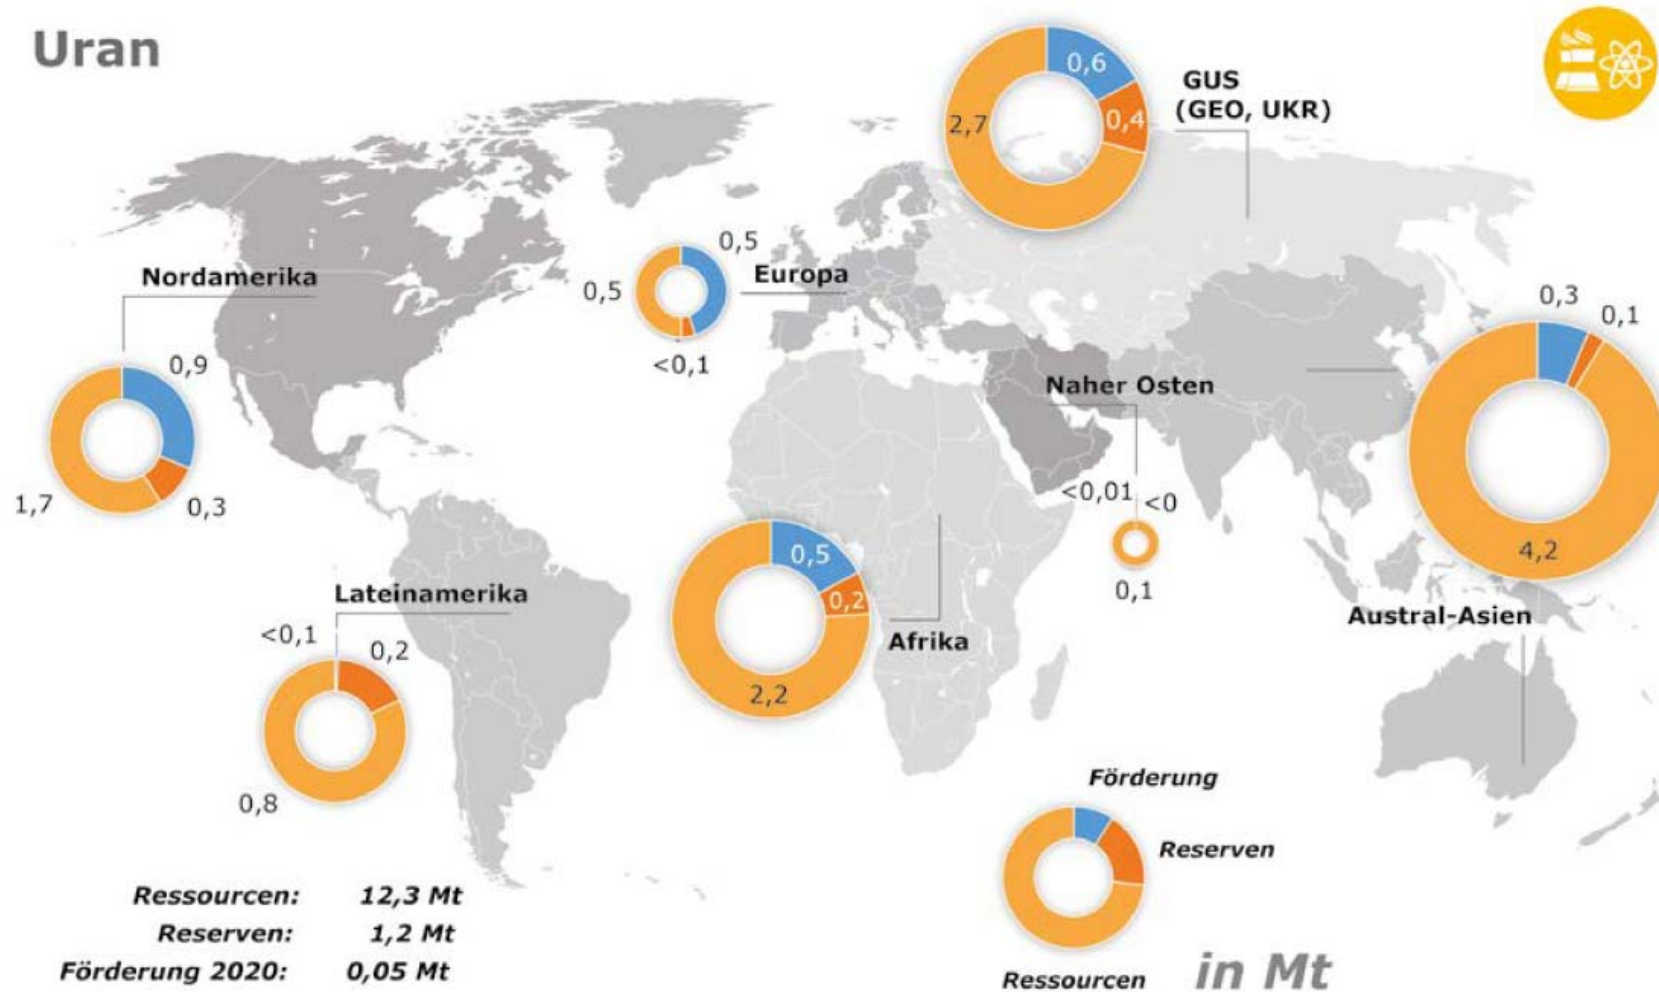 Uran
0,6
GUS
(GEO, UKR)
2,7
0,4
0,5
Europa
0,5
<0,1
Nordamerika
0,9
1,7
0,3
0,3
0,1
4,2
Austral-Asien
Naher Osten
<0,01
<0
0,1
0,5
0,2
Afrika
2,2
Lateinamerika
<0,1
0,2
0,8
Förderung
Reserven
Ressourcen
in Mt
Ressourcen: 12,3 Mt
Reserven: 1,2 Mt
Förderung 2020: 0,05 Mt